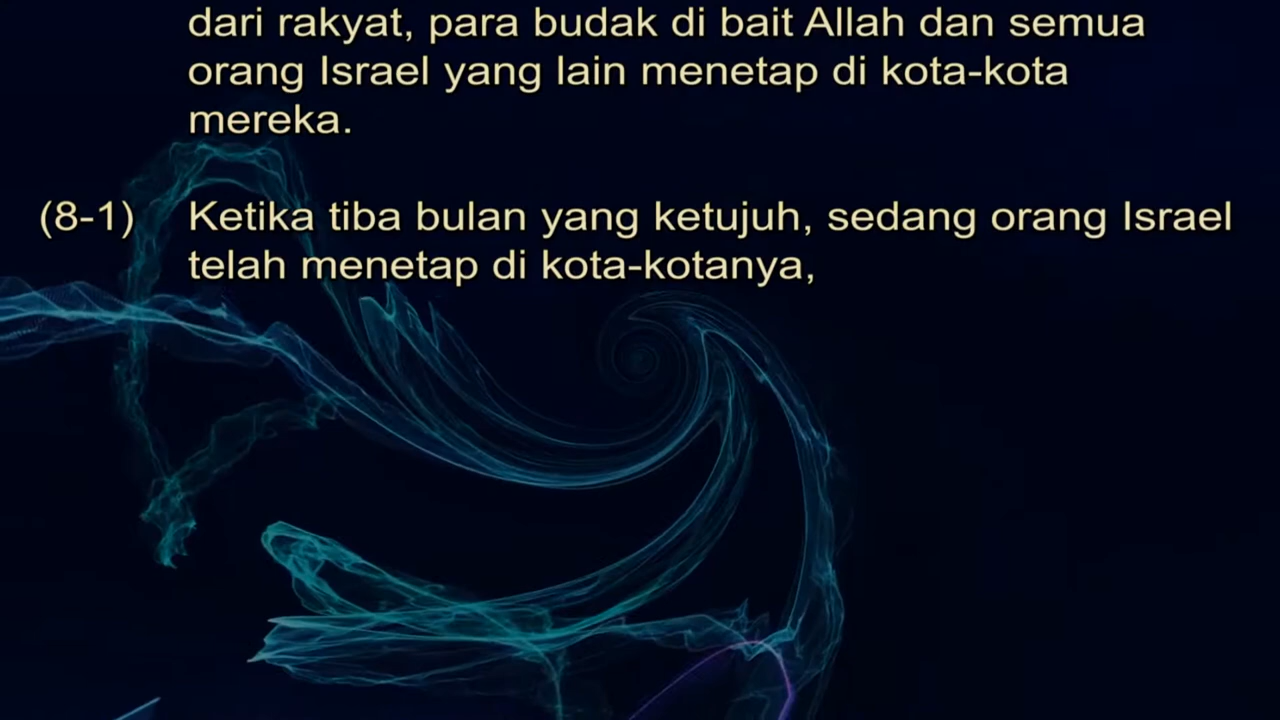 dari rakyat, para budak di bait Allah dan semua
orang Israel yang lain menetap di kota-kota
mereka.
(8-1) Ketika tiba bulan yang ketujuh, sedang orang Israel
telah menetap di kota-kotanya,